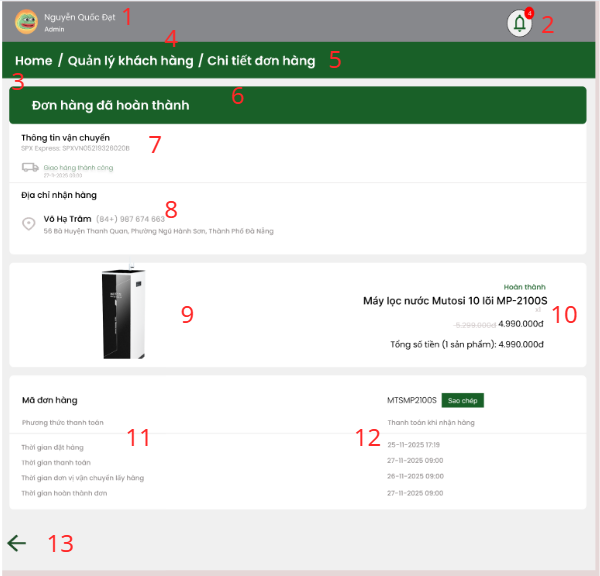 Nguyễn Quốc Đạt 1
Admin
4
2
4
Home / Quản lý khách hàng / Chi tiết đơn hàng 5
3
6
Đơn hàng đã hoàn thành
Thông tin vận chuyển
7
Giao hàng thành công
27-11-2025 09:00
Địa chỉ nhận hàng
8
Võ Hạ Trâm (84+) 987 674 663
56 Bà Huyện Thanh Quan, Phường Ngũ Hành Sơn, Thành Phố Đà Nẵng
9
Hoàn thành
Máy lọc nước Mutosi 10 lõi MP-2100S
x1
10
5.299.000đ 4.990.000đ
Tổng số tiền (1 sản phẩm): 4.990.000đ
Mã đơn hàng MTSMP2100S Sao chép
Phương thức thanh toán Thanh toán khi nhận hàng
11
12
Thời gian đặt hàng 25-11-2025 17:19
Thời gian thanh toán 27-11-2025 09:00
Thời gian đơn vị vận chuyển lấy hàng 26-11-2025 09:00
Thời gian hoàn thành đơn 27-11-2025 09:00
13